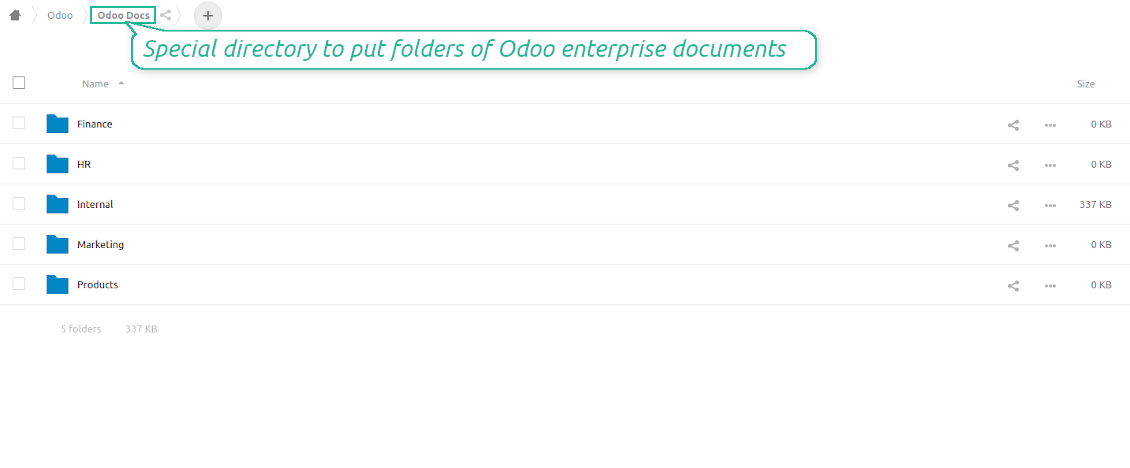 Odoo
Odoo Docs
Special directory to put folders of Odoo enterprise documents
Name Size
Finance 0 KB
HR 0 KB
Internal 337 KB
Marketing 0 KB
Products 0 KB
5 folders 337 KB